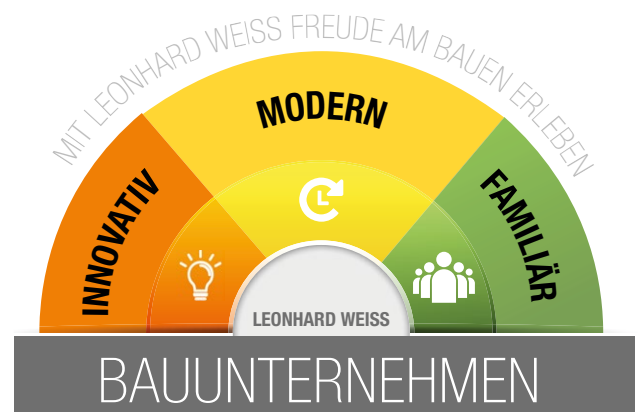 MIT LEONHARD WEISS FREUDE AM BAUEN ERLEBEN
INNOVATIV
MODERN
FAMILIÄR
LEONHARD WEISS
BAUUNTERNEHMEN